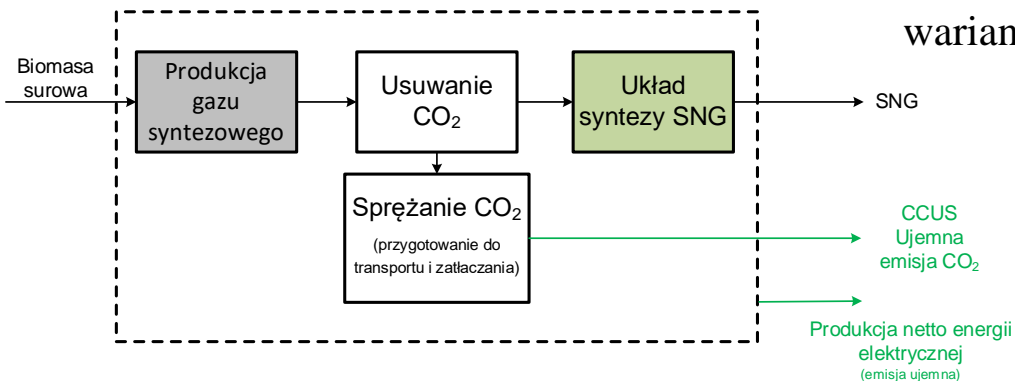 warian
Biomasa
surowa
Produkcja
gazu
syntezowego
Usuwanie
CO₂
Układ
syntezy SNG
SNG
Sprężanie CO₂
(przygotowanie do
transportu i zatłaczania)
CCUS
Ujemna
emisja CO₂
Produkcja netto energii
elektrycznej
(emisja ujemna)